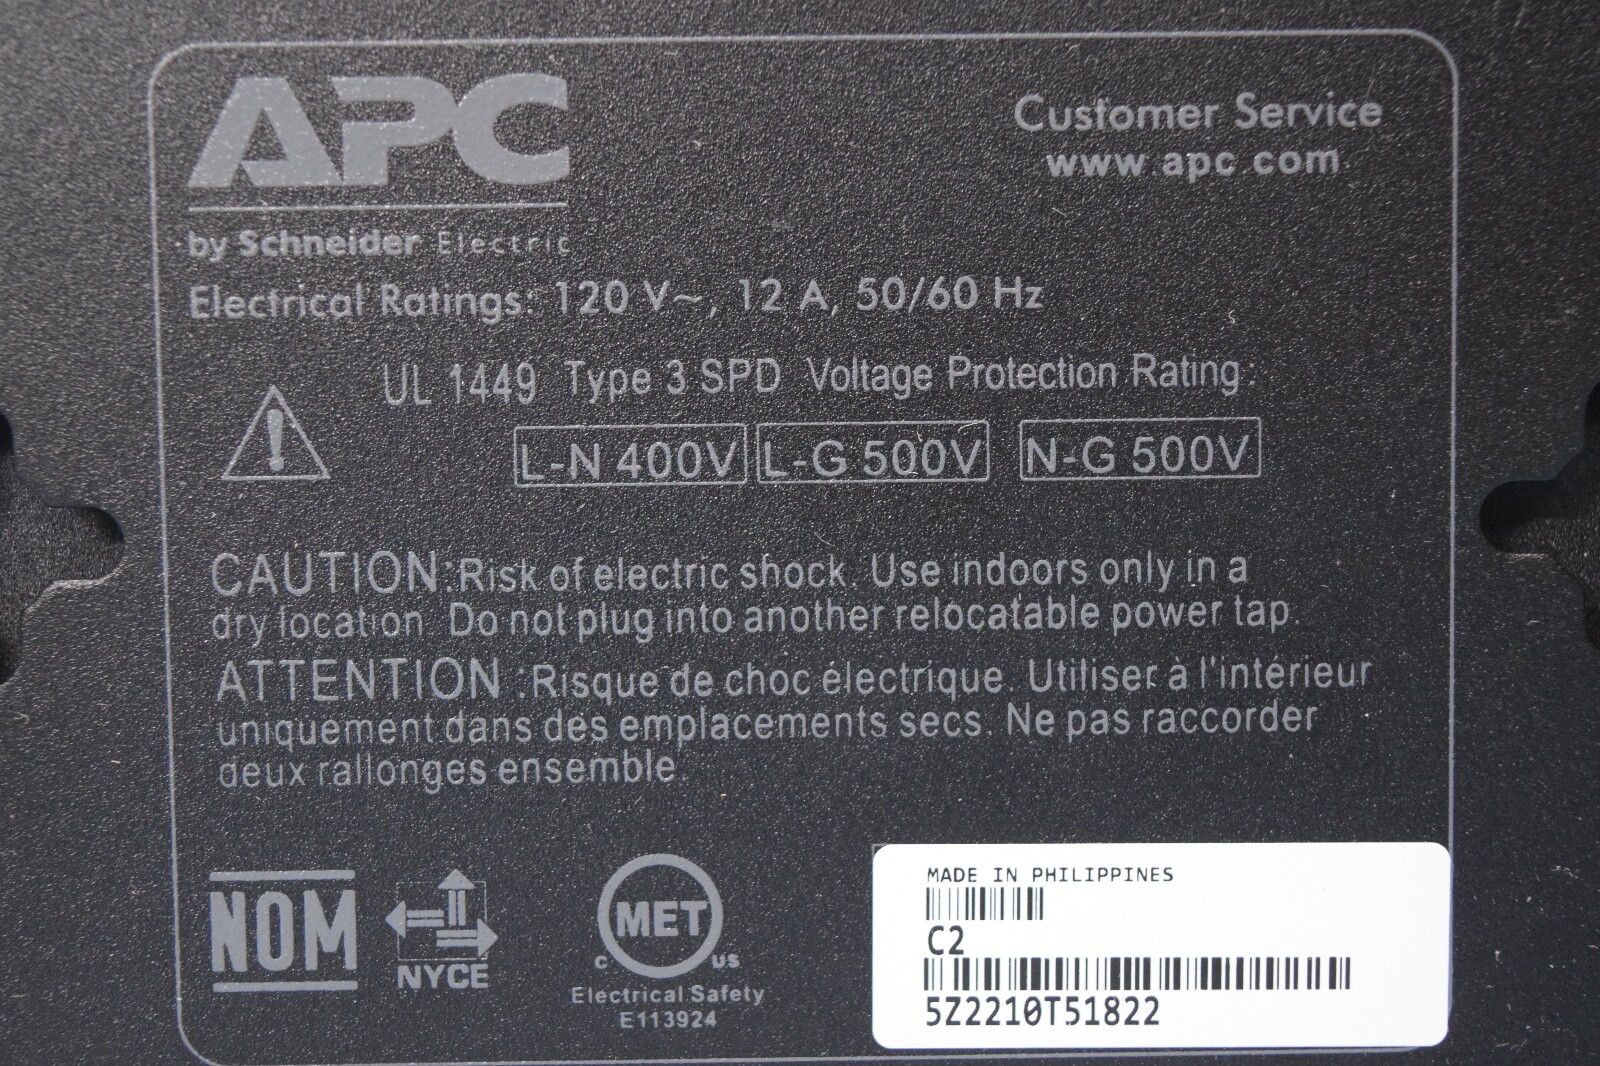 APC
by Schneider Electric
Customer Service
www.apc.com
Electrical Ratings: 120 V~, 12 A, 50/60 Hz
UL 1449 Type 3 SPD Voltage Protection Rating:
L-N 400V L-G 500V N-G 500V
CAUTION:Risk of electric shock. Use indoors only in a
dry location. Do not plug into another relocatable power tap.
ATTENTION :Risque de choc électrique. Utiliser à l'intérieur
uniquement dans des emplacements secs. Ne pas raccorder
deux rallonges ensemble.
NOM
NYCE
MET
c US
Electrical Safety
E113924
MADE IN PHILIPPINES
C2
5Z2210T51822